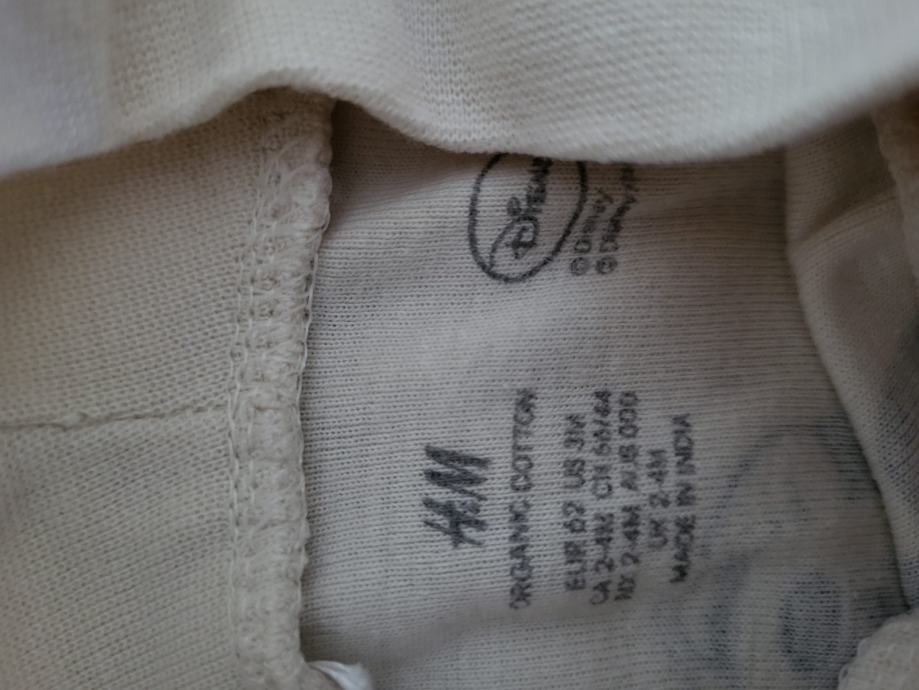 © Disney
© Disney
H&M
ORGANIC COTTON
EUR 62 US 3M
CA 2-4M CN 59/44
MX 2-4M AUS 000
UK 2-4M
MADE IN INDIA